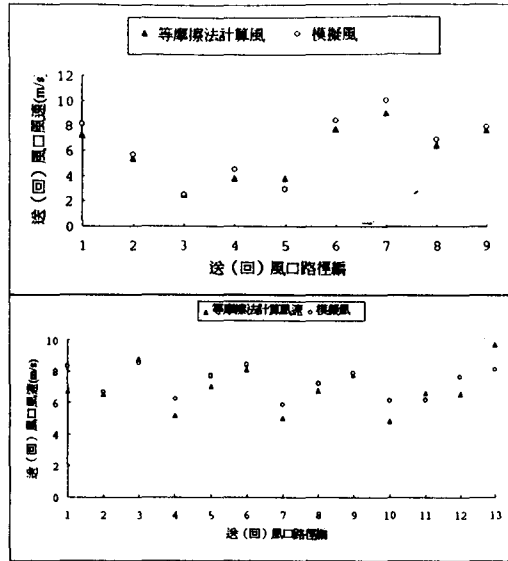 ▲ 等摩擦法計算風 ○ 模擬風
送（回）風口風速(m/s
12
10
8
6
4
2
0
1 2 3 4 5 6 7 8 9
送（回）風口路徑編
▲ 等摩擦法計算風速 ○ 模擬風
送（回）風口風速(m/s)
10
8
6
4
2
0
1 2 3 4 5 6 7 8 9 10 11 12 13
送（回）風口路徑編